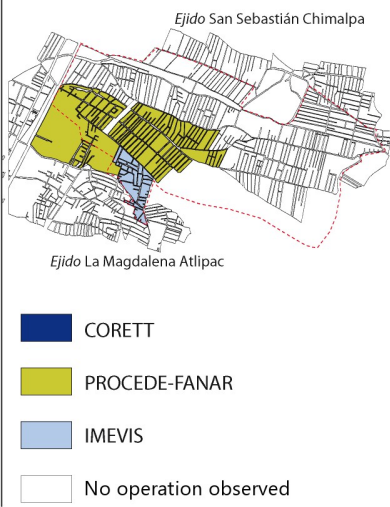 Ejido San Sebastián Chimalpa
Ejido La Magdalena Atlipac
CORETT
PROCEDE-FANAR
IMEVIS
No operation observed